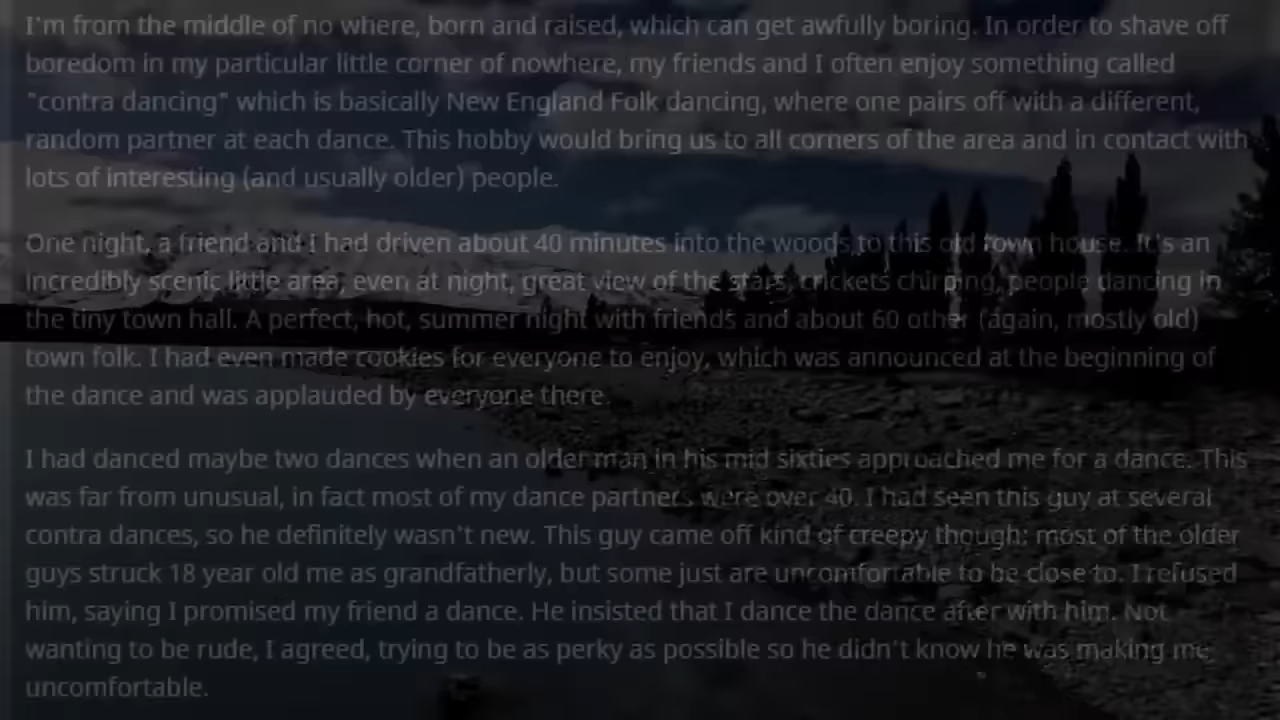 I'm from the middle of no where, born and raised, which can get awfully boring. In order to shave off
boredom in my particular little corner of nowhere, my friends and I often enjoy something called
"contra dancing" which is basically New England Folk dancing, where one pairs off with a different,
random partner at each dance. This hobby would bring us to all corners of the area and in contact with
lots of interesting (and usually older) people.
One night, a friend and I had driven about 40 minutes into the woods to this old town house. It's an
incredibly scenic little area, even at night, great view of the stars, crickets chirping, people dancing in
the tiny town hall. A perfect, hot, summer night with friends and about 60 other (again, mostly old)
town folk. I had even made cookies for everyone to enjoy, which was announced at the beginning of
the dance and was applauded by everyone there.
I had danced maybe two dances when an older man in his mid sixties approached me for a dance. This
was far from unusual, in fact most of my dance partners were over 40. I had seen this guy at several
contra dances, so he definitely wasn't new. This guy came off kind of creepy though; most of the older
guys struck 18 year old me as grandfatherly, but some just are uncomfortable to be close to. I refused
him, saying I promised my friend a dance. He insisted that I dance the dance after with him. Not
wanting to be rude, I agreed, trying to be as perky as possible so he didn't know he was making me
uncomfortable.